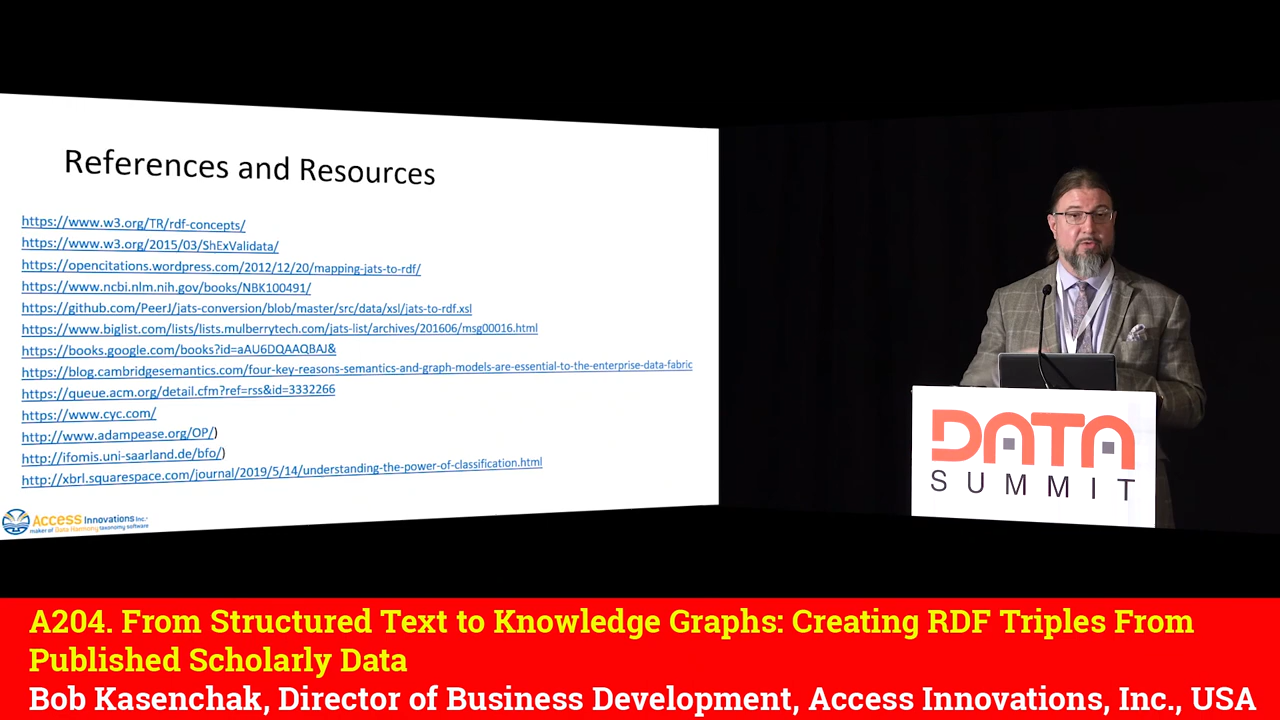 References and Resources
https://www.w3.org/TR/rdf-concepts/
https://www.w3.org/2015/03/ShExValidata/
https://opencitations.wordpress.com/2012/12/20/mapping-jats-to-rdf/
https://www.ncbi.nlm.nih.gov/books/NBK100491/
https://github.com/PeerJ/jats-conversion/blob/master/src/data/xsl/jats-to-rdf.xsl
https://www.biglist.com/lists/lists.mulberrytech.com/jats-list/archives/201606/msg00016.html
https://books.google.com/books?id=aAU6DQAAQBAJ&
https://blog.cambridgesemantics.com/four-key-reasons-semantics-and-graph-models-are-essential-to-the-enterprise-data-fabric
https://queue.acm.org/detail.cfm?ref=rss&id=3332266
https://www.cyc.com/
http://www.adampease.org/OP/)
http://ifomis.uni-saarland.de/bfo/)
http://xbrl.squarespace.com/journal/2019/5/14/understanding-the-power-of-classification.html
Access Innovations Inc.
maker of Data Harmony taxonomy software
DATA
SUMMIT
A204. From Structured Text to Knowledge Graphs: Creating RDF Triples From
Published Scholarly Data
Bob Kasenchak, Director of Business Development, Access Innovations, Inc., USA